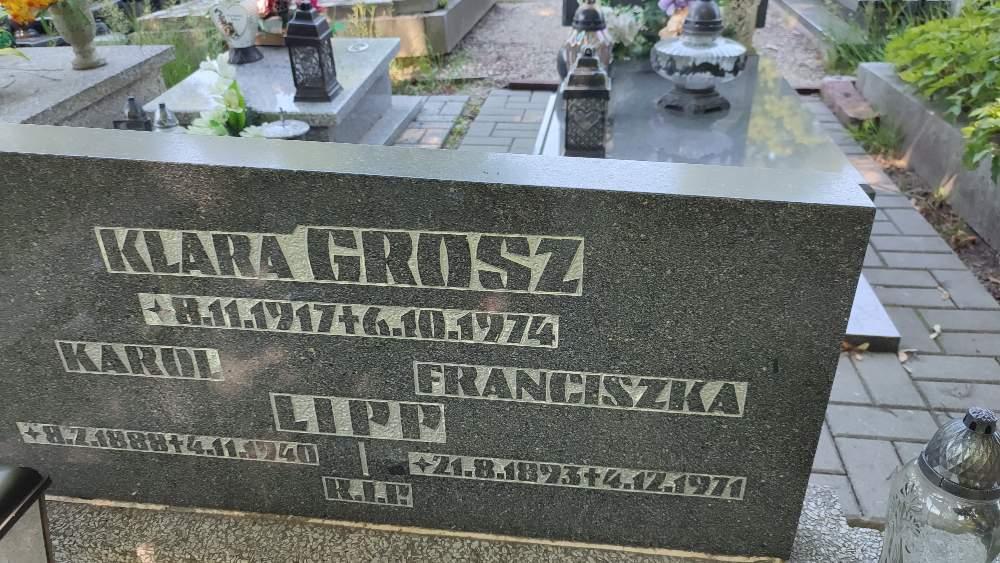 KLARA GROSZ
✦8.11.1917✝6.10.1974
KAROL FRANCISZKA
LIPP
✦8.2.1888✝4.11.1940 ✦21.8.1893✝4.12.1971
R.I.P.